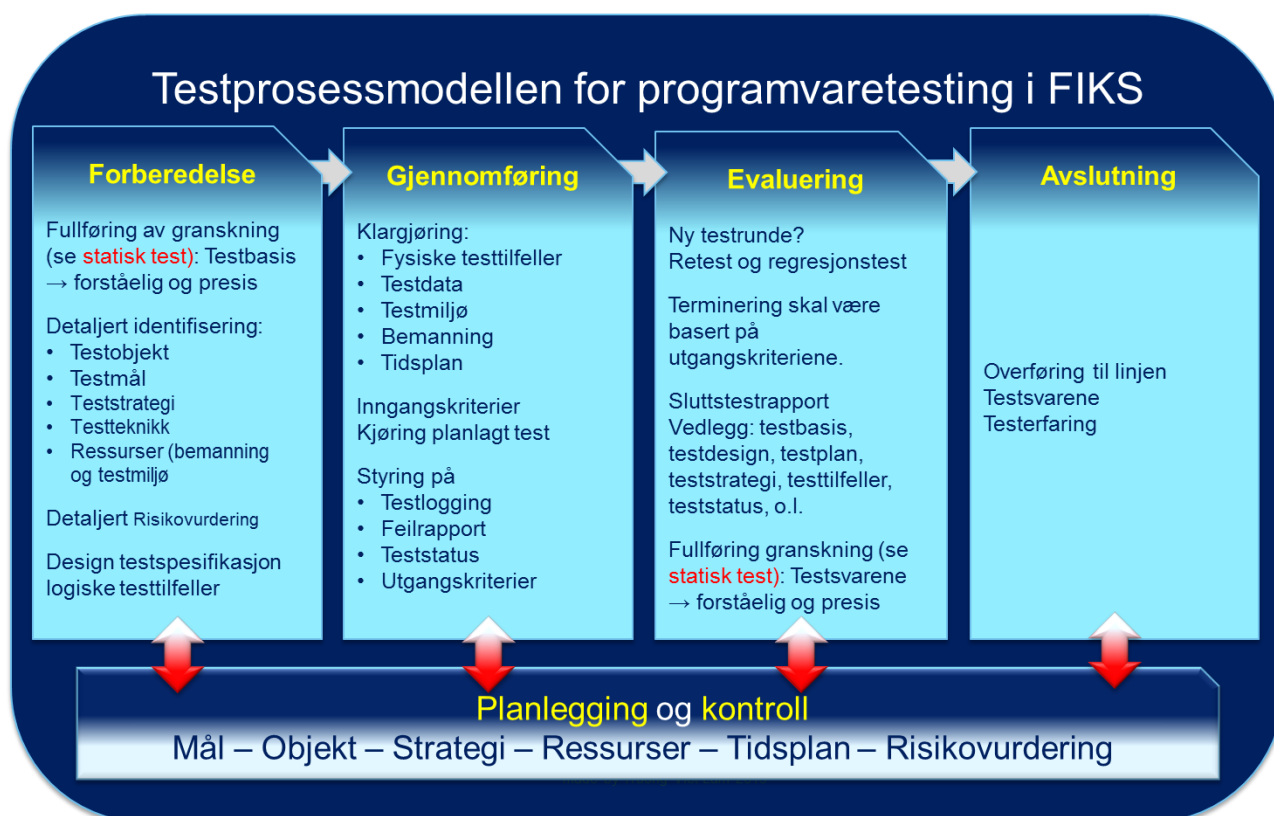 Testprosessmodellen for programvaretesting i FIKS
Forberedelse
Fullføring av granskning
(se statisk test): Testbasis
→ forståelig og presis
Detaljert identifisering:
• Testobjekt
• Testmål
• Teststrategi
• Testteknikk
• Ressurser (bemanning
og testmiljø
Detaljert Risikovurdering
Design testspesifikasjon
logiske testtilfeller
Gjennomføring
Klargjøring:
• Fysiske testtilfeller
• Testdata
• Testmiljø
• Bemanning
• Tidsplan
Inngangskriterier
Kjøring planlagt test
Styring på
• Testlogging
• Feilrapport
• Teststatus
• Utgangskriterier
Evaluering
Ny testrunde?
Retest og regresjonstest
Terminering skal være
basert på
utgangskriteriene.
Sluttstestrapport
Vedlegg: testbasis,
testdesign, testplan,
teststrategi, testtilfeller,
teststatus, o.l.
Fullføring granskning (se
statisk test): Testsvarene
→ forståelig og presis
Avslutning
Overføring til linjen
Testsvarene
Testerfaring
Planlegging og kontroll
Mål – Objekt – Strategi – Ressurser – Tidsplan – Risikovurdering